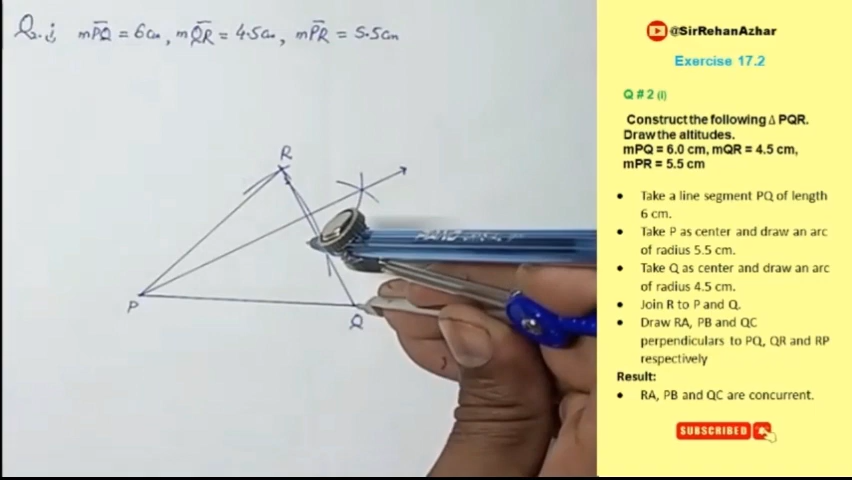 Q2.i mPQ = 6cm, mQR = 4.5cm, mPR = 5.5cm
R
P
Q
@SirRehanAzhar
Exercise 17.2
Q # 2 (I)
Construct the following Δ PQR.
Draw the altitudes.
mPQ = 6.0 cm, mQR = 4.5 cm,
mPR = 5.5 cm
• Take a line segment PQ of length
6 cm.
• Take P as center and draw an arc
of radius 5.5 cm.
• Take Q as center and draw an arc
of radius 4.5 cm.
• Join R to P and Q.
• Draw RA, PB and QC
perpendiculars to PQ, QR and RP
respectively
Result:
• RA, PB and QC are concurrent.
SUBSCRIBED